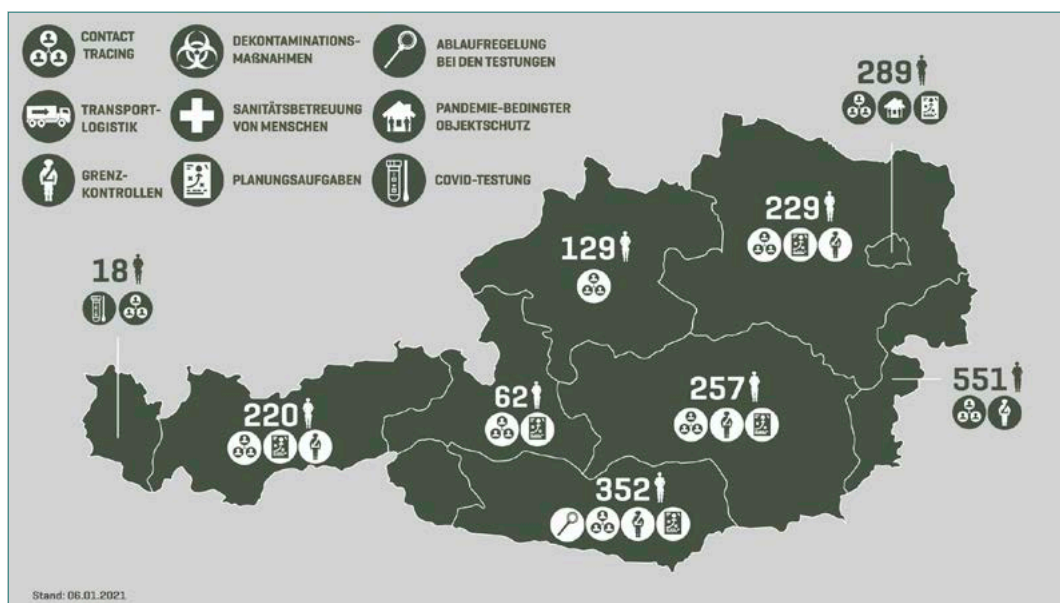 CONTACT
TRACING
DEKONTAMINATIONS-
MAßNAHMEN
ABLAUFREGELUNG
BEI DEN TESTUNGEN
TRANSPORT-
LOGISTIK
SANITÄTSBETREUUNG
VON MENSCHEN
PANDEMIE-BEDINGTER
OBJEKTSCHUTZ
GRENZ-
KONTROLLEN
PLANUNGSAUFGABEN
COVID-TESTUNG
289
229
129
18
551
257
62
220
352
Stand: 06.01.2021